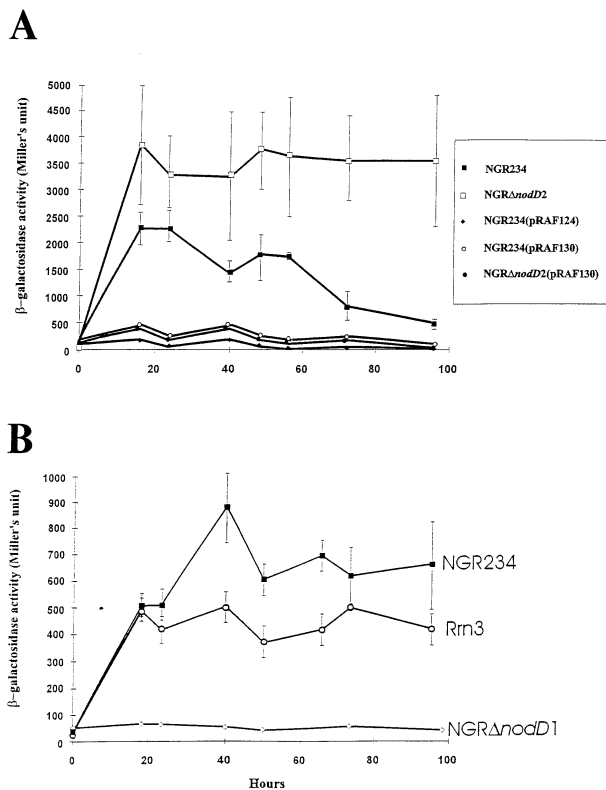 A
β-galactosidase activity (Miller's unit)
5000
4500
4000
3500
3000
2500
2000
1500
1000
500
0
0 20 40 60 80 100
NGR234
NGRΔnodD2
NGR234(pRAF124)
NGR234(pRAF130)
NGRΔnodD2(pRAF130)
B
β-galactosidase activity (Miller's unit)
1000
900
800
700
600
500
400
300
200
100
0
0 20 40 60 80 100
NGR234
Rrn3
NGRΔnodD1
Hours